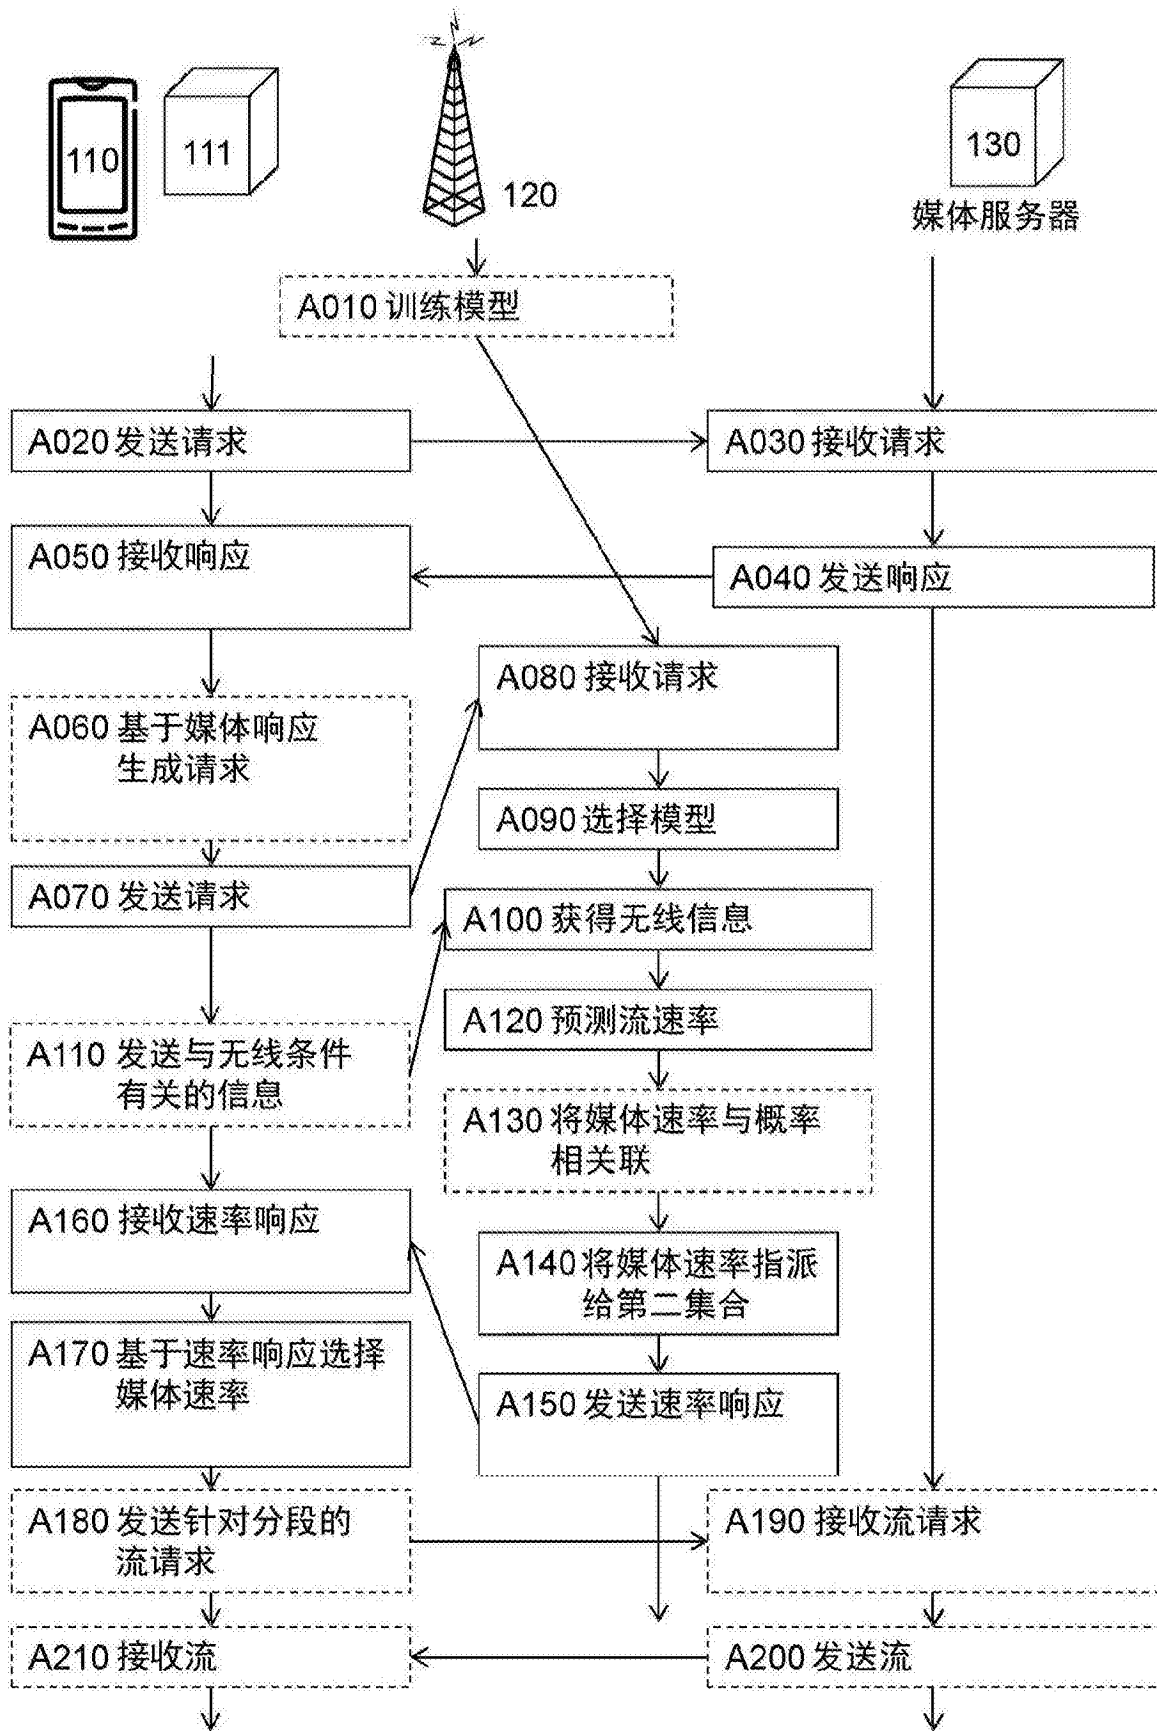 110
111
120
130
媒体服务器
A010 训练模型
A020 发送请求
A030 接收请求
A050 接收响应
A040 发送响应
A080 接收请求
A060 基于媒体响应
生成请求
A090 选择模型
A070 发送请求
A100 获得无线信息
A120 预测流速率
A110 发送与无线条件
有关的信息
A130 将媒体速率与概率
相关联
A160 接收速率响应
A140 将媒体速率指派
给第二集合
A170 基于速率响应选择
媒体速率
A150 发送速率响应
A180 发送针对分段的
流请求
A190 接收流请求
A210 接收流
A200 发送流